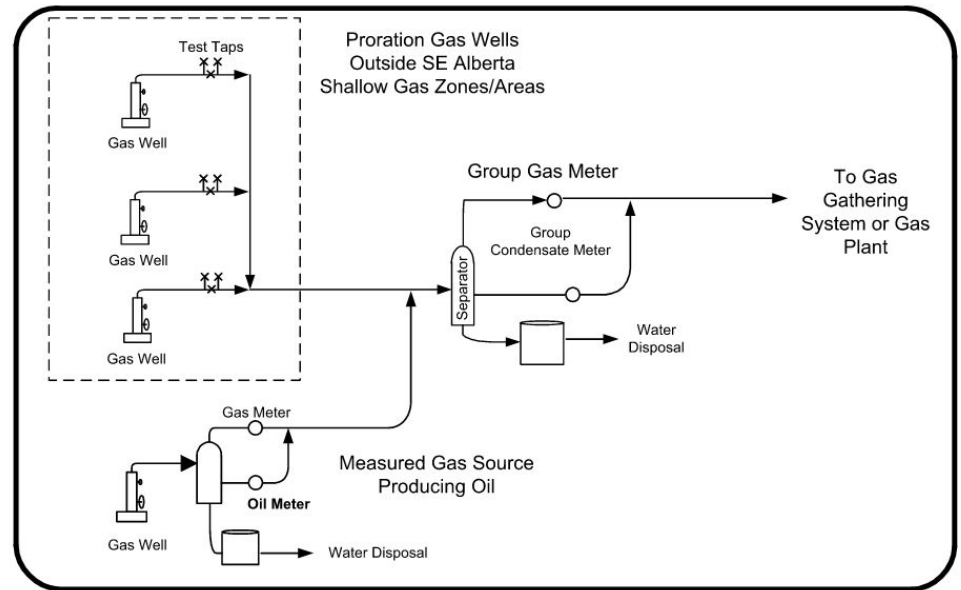 Test Taps
Proration Gas Wells
Outside SE Alberta
Shallow Gas Zones/Areas
Gas Well
Gas Well
Gas Well
Group Gas Meter
Group
Condensate Meter
Separator
To Gas
Gathering
System or Gas
Plant
Water
Disposal
Gas Meter
Measured Gas Source
Producing Oil
Oil Meter
Gas Well
Water Disposal